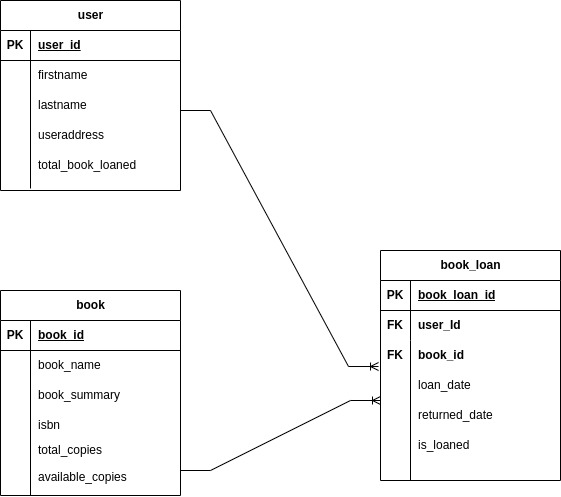 user
PK user_id
firstname
lastname
useraddress
total_book_loaned
book_loan
PK book_loan_id
FK user_Id
FK book_id
loan_date
returned_date
is_loaned
book
PK book_id
book_name
book_summary
isbn
total_copies
available_copies